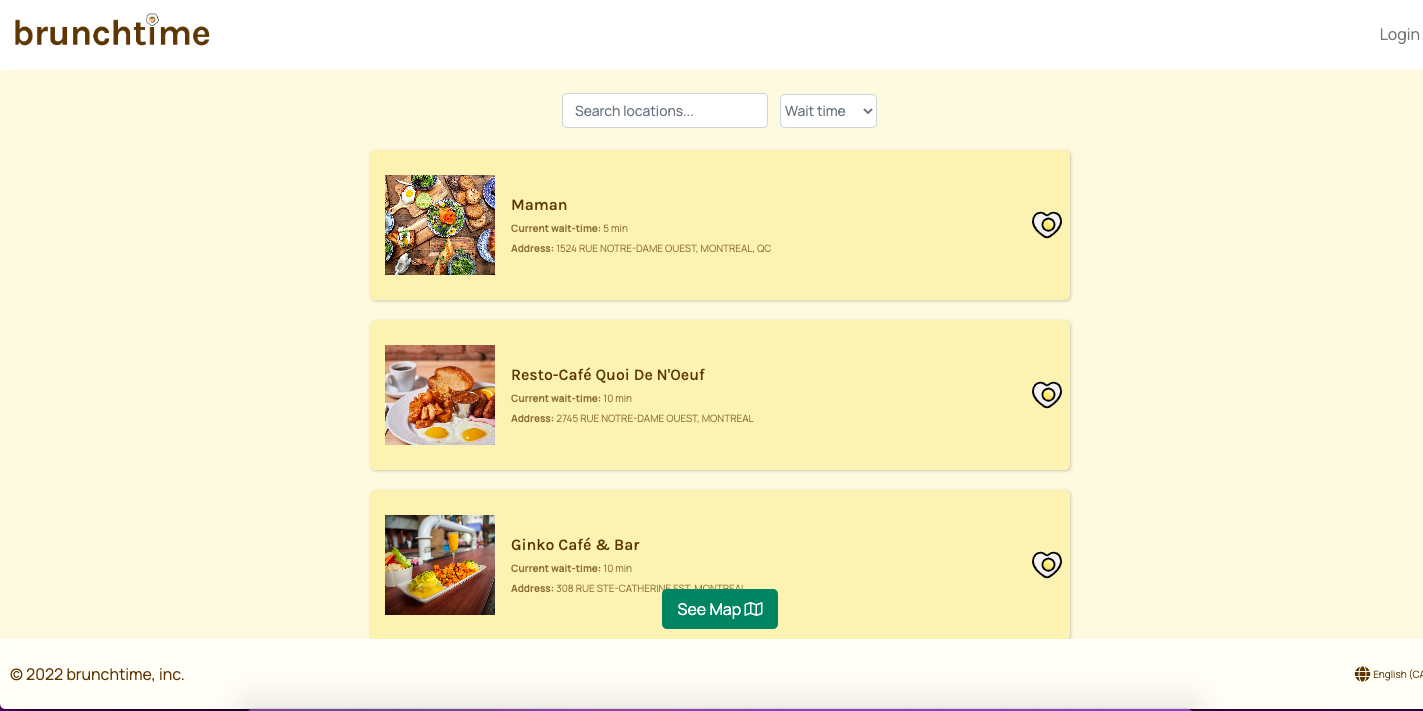 brunchtime
Login
Search locations...
Wait time
Maman
Current wait-time: 5 min
Address: 1524 RUE NOTRE-DAME OUEST, MONTREAL, QC
Resto-Café Quoi De N'Oeuf
Current wait-time: 10 min
Address: 2745 RUE NOTRE-DAME OUEST, MONTREAL
Ginko Café & Bar
Current wait-time: 10 min
Address: 308 RUE STE-CATHERINE EST, MONTREAL
See Map
© 2022 brunchtime, inc.
English (CA